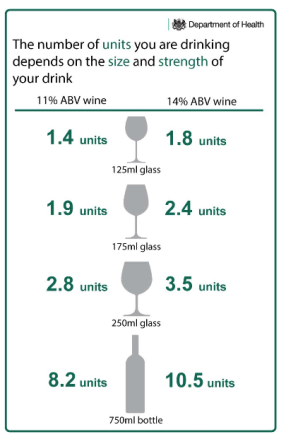 Department of Health
The number of units you are drinking
depends on the size and strength of
your drink
11% ABV wine 14% ABV wine
1.4 units 1.8 units
125ml glass
1.9 units 2.4 units
175ml glass
2.8 units 3.5 units
250ml glass
8.2 units 10.5 units
750ml bottle